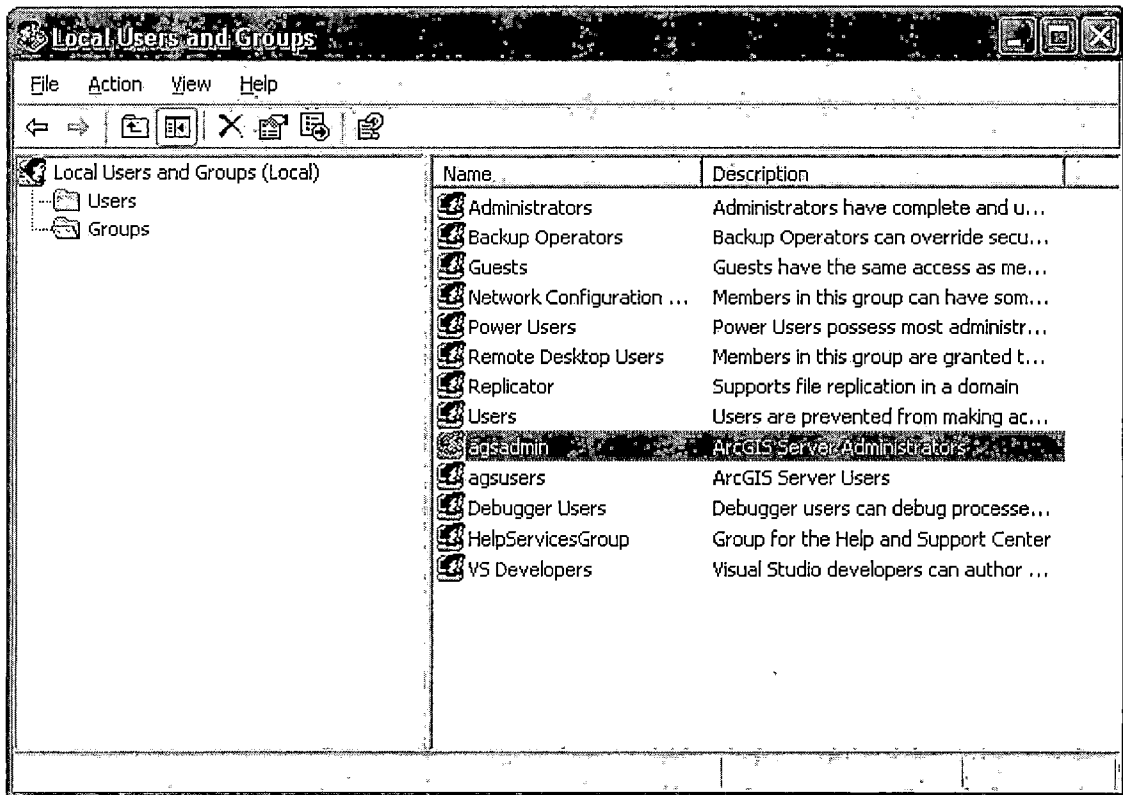 Local Users and Groups
File Action View Help
Local Users and Groups (Local)
Users
Groups
Name Description
Administrators Administrators have complete and u...
Backup Operators Backup Operators can override secu...
Guests Guests have the same access as me...
Network Configuration ... Members in this group can have som...
Power Users Power Users possess most administr...
Remote Desktop Users Members in this group are granted t...
Replicator Supports file replication in a domain
Users Users are prevented from making ac...
agsadmin ArcGIS Server Administrators
agsusers ArcGIS Server Users
Debugger Users Debugger users can debug processe...
HelpServicesGroup Group for the Help and Support Center
VS Developers Visual Studio developers can author ...